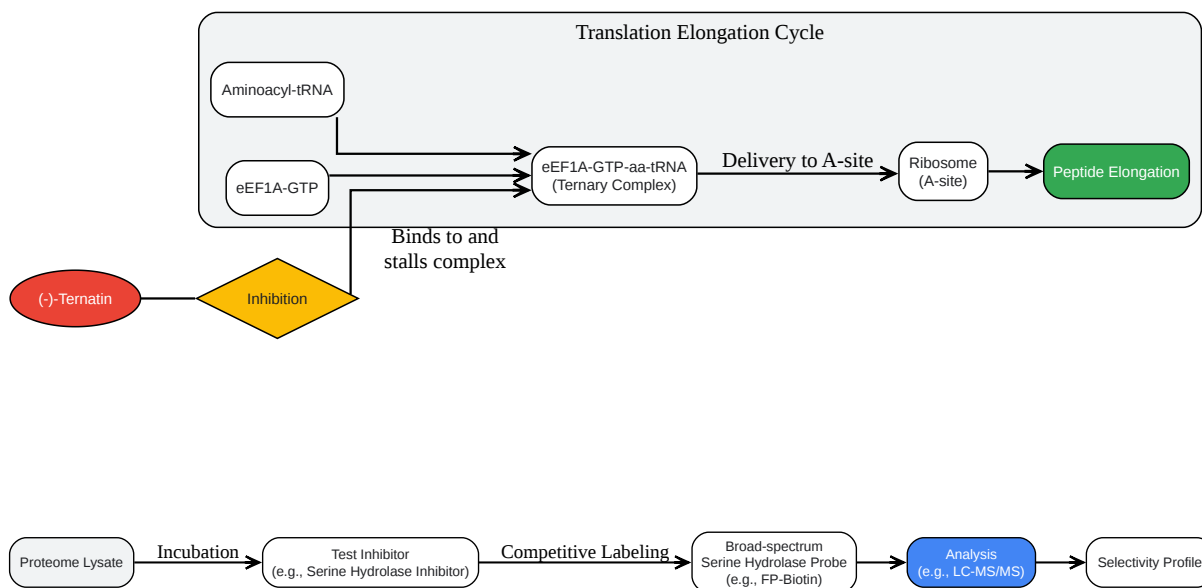 Translation Elongation Cycle
Aminoacyl-tRNA
eEF1A-GTP
eEF1A-GTP-aa-tRNA
(Ternary Complex)
Delivery to A-site
Ribosome
(A-site)
Peptide Elongation
Binds to and
stalls complex
(-)-Ternatin
Inhibition
Proteome Lysate
Incubation
Test Inhibitor
(e.g., Serine Hydrolase Inhibitor)
Competitive Labeling
Broad-spectrum
Serine Hydrolase Probe
(e.g., FP-Biotin)
Analysis
(e.g., LC-MS/MS)
Selectivity Profile